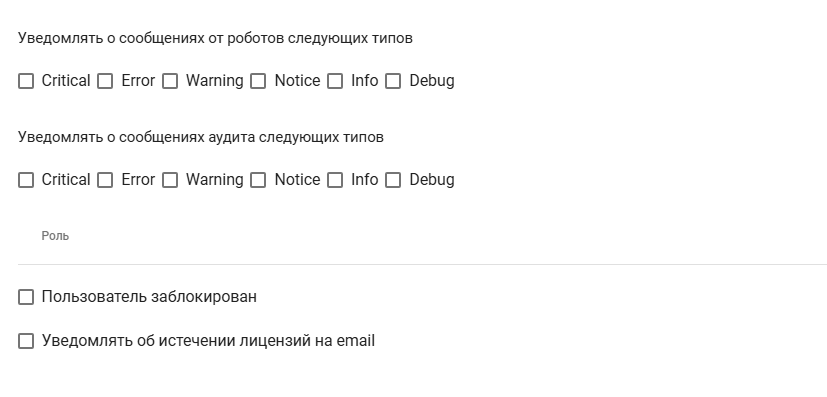 Уведомлять о сообщениях от роботов следующих типов
Critical Error Warning Notice Info Debug
Уведомлять о сообщениях аудита следующих типов
Critical Error Warning Notice Info Debug
Роль
Пользователь заблокирован
Уведомлять об истечении лицензий на email